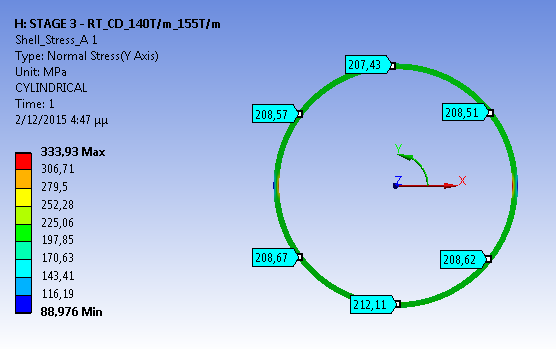 H: STAGE 3 - RT_CD_140T/m_155T/m
Shell_Stress_A 1
Type: Normal Stress(Y Axis)
Unit: MPa
CYLINDRICAL
Time: 1
2/12/2015 4:47 μμ
333,93 Max
306,71
279,5
252,28
225,06
197,85
170,63
143,41
116,19
88,976 Min
207,43
208,57
208,51
Y
Z
X
208,67
208,62
212,11